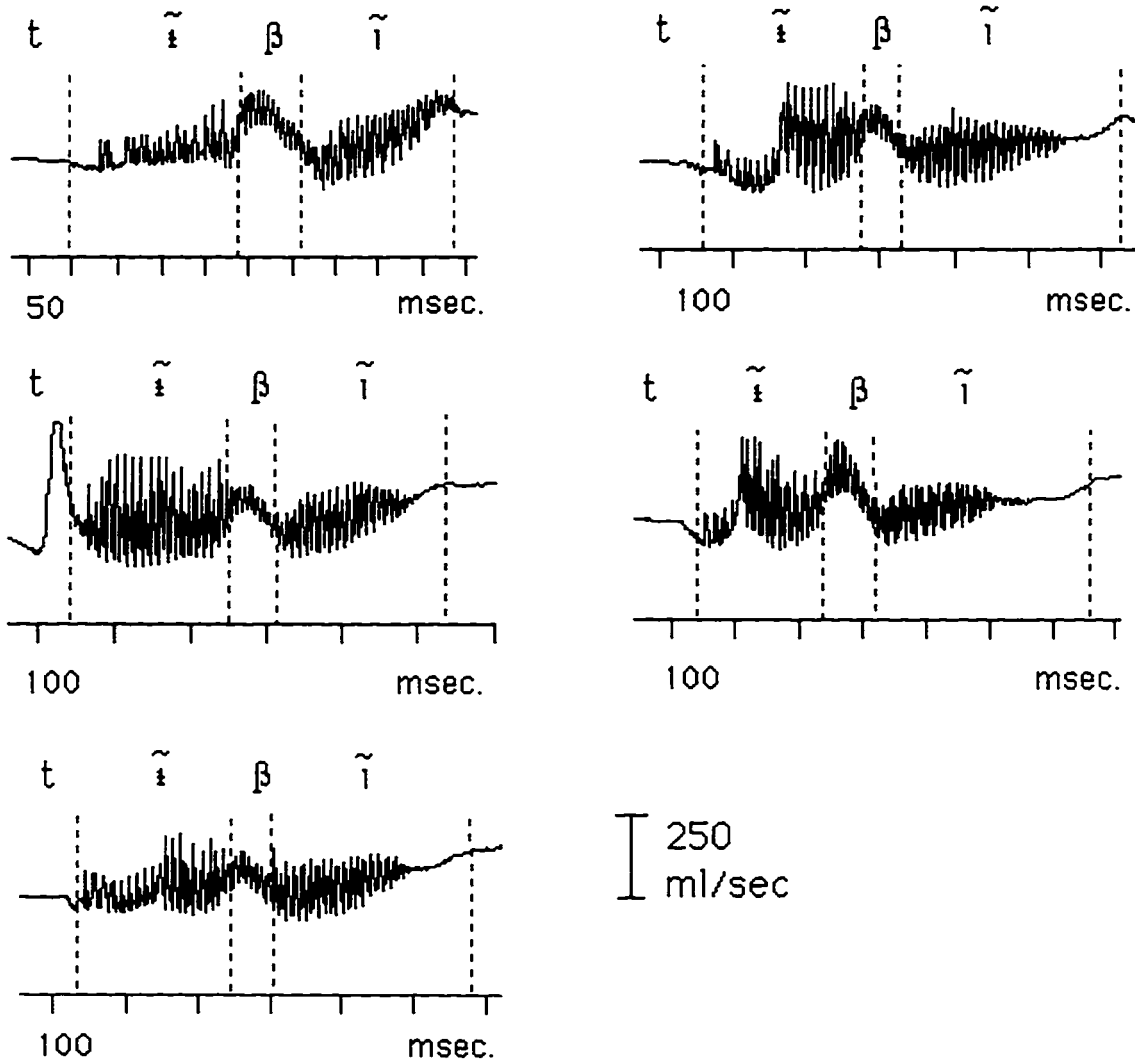 t ɨ̃ β ĩ
50 msec.
t ɨ̃ β ĩ
100 msec.
t ɨ̃ β ĩ
100 msec.
t ɨ̃ β ĩ
100 msec.
t ɨ̃ β ĩ
100 msec.
250
ml/sec